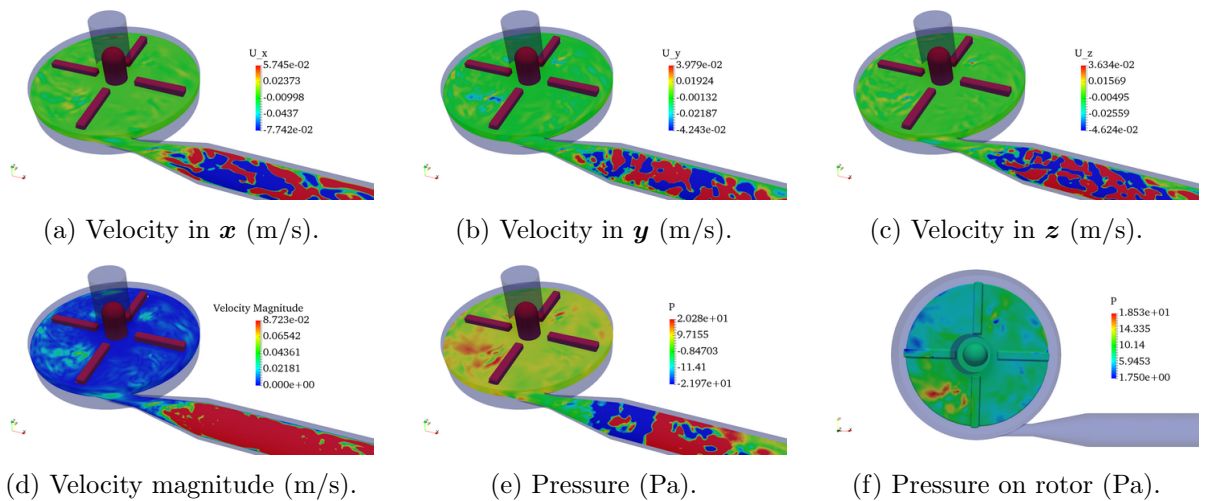 U_x
5.745e-02
0.02373
-0.00998
-0.0437
-7.742e-02
U_y
3.979e-02
0.01924
-0.00132
-0.02187
-4.243e-02
U_z
3.634e-02
0.01569
-0.00495
-0.02559
-4.624e-02
(a) Velocity in x (m/s).
(b) Velocity in y (m/s).
(c) Velocity in z (m/s).
Velocity Magnitude
8.723e-02
0.06542
0.04361
0.02181
0.000e+00
P
2.028e+01
9.7155
-0.84703
-11.41
-2.197e+01
P
1.853e+01
14.335
10.14
5.9453
1.750e+00
(d) Velocity magnitude (m/s).
(e) Pressure (Pa).
(f) Pressure on rotor (Pa).